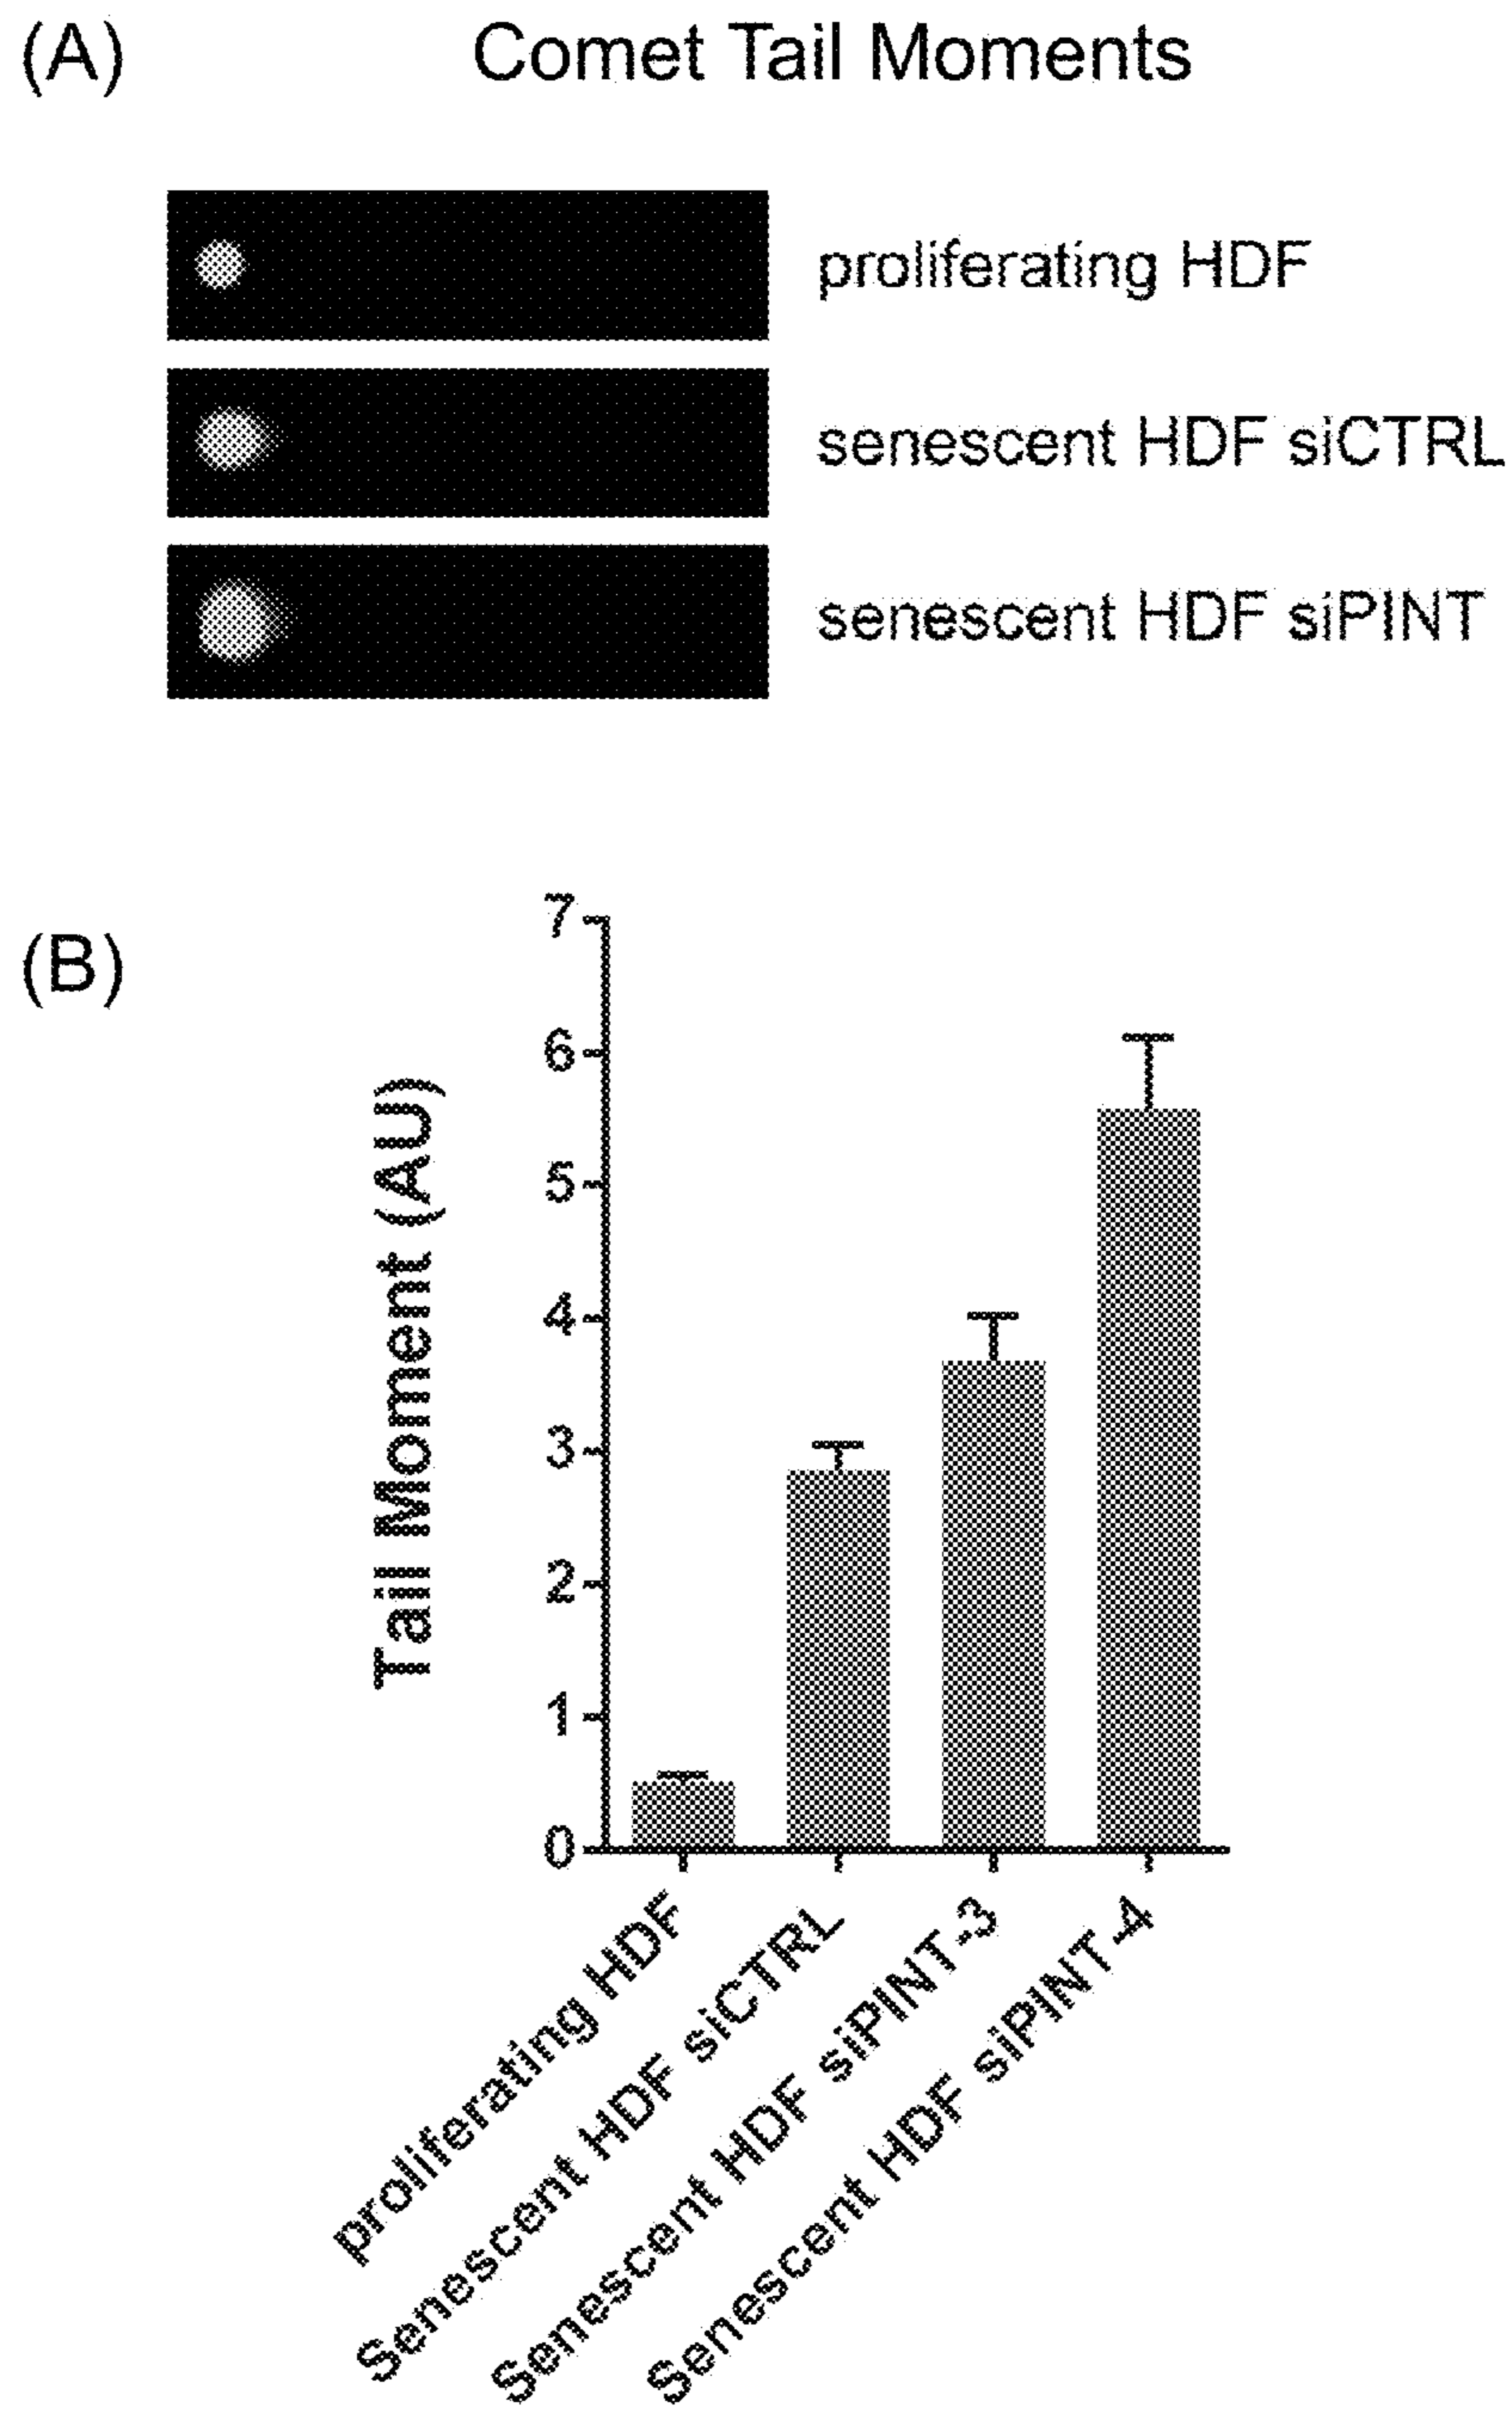 (A)
Comet Tail Moments
proliferating HDF
senescent HDF siCTRL
senescent HDF siPINT
(B)
Tail Moment (AU)
7
6
5
4
3
2
1
0
proliferating HDF
Senescent HDF siCTRL
Senescent HDF siPINT-3
Senescent HDF siPINT-4